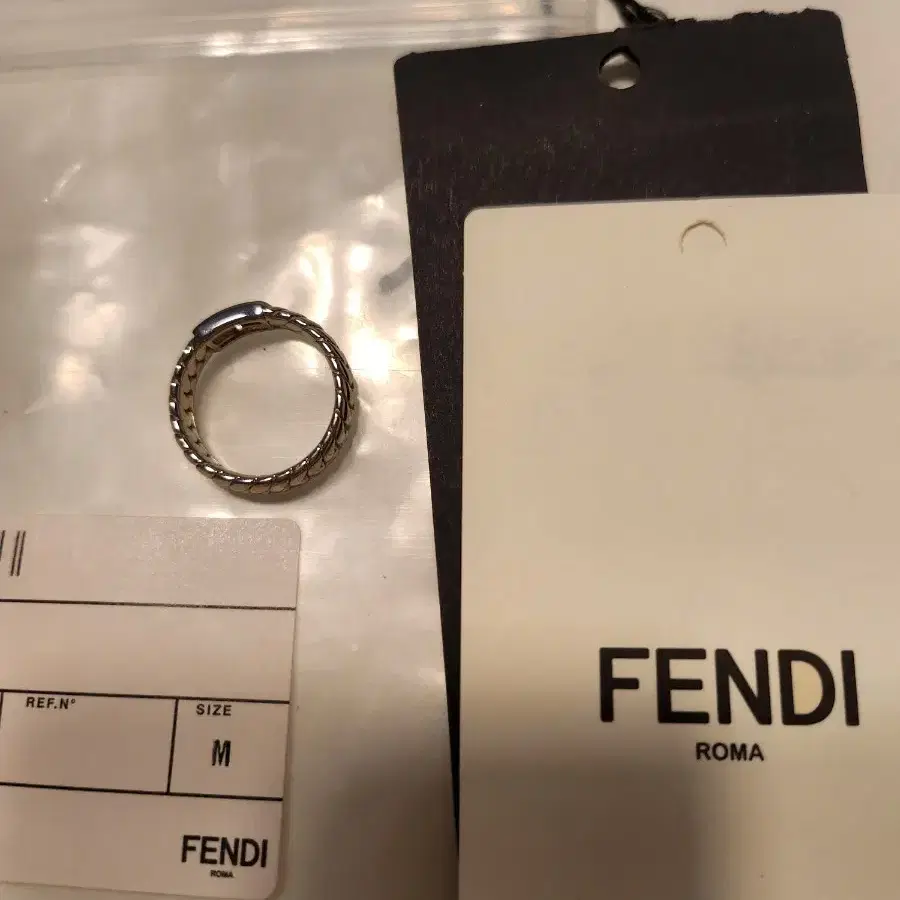 REF.N°
SIZE
M
FENDI
ROMA
FENDI
ROMA